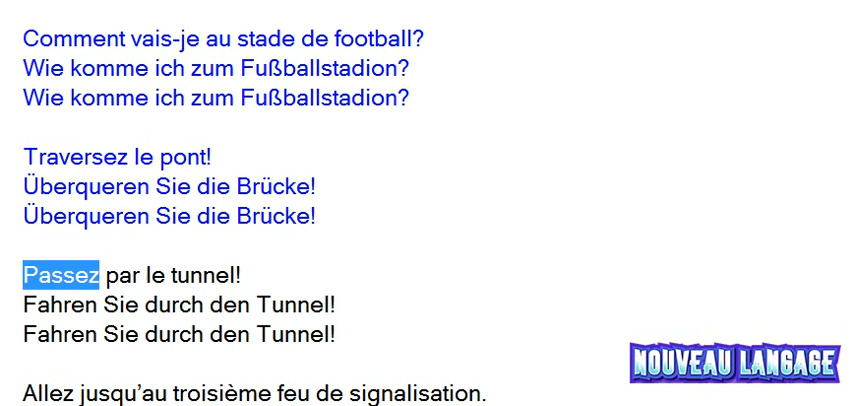 Comment vais-je au stade de football?
Wie komme ich zum Fußballstadion?
Wie komme ich zum Fußballstadion?
Traversez le pont!
Überqueren Sie die Brücke!
Überqueren Sie die Brücke!
Passez par le tunnel!
Fahren Sie durch den Tunnel!
Fahren Sie durch den Tunnel!
NOUVEAU LANGAGE
Allez jusqu’au troisième feu de signalisation.